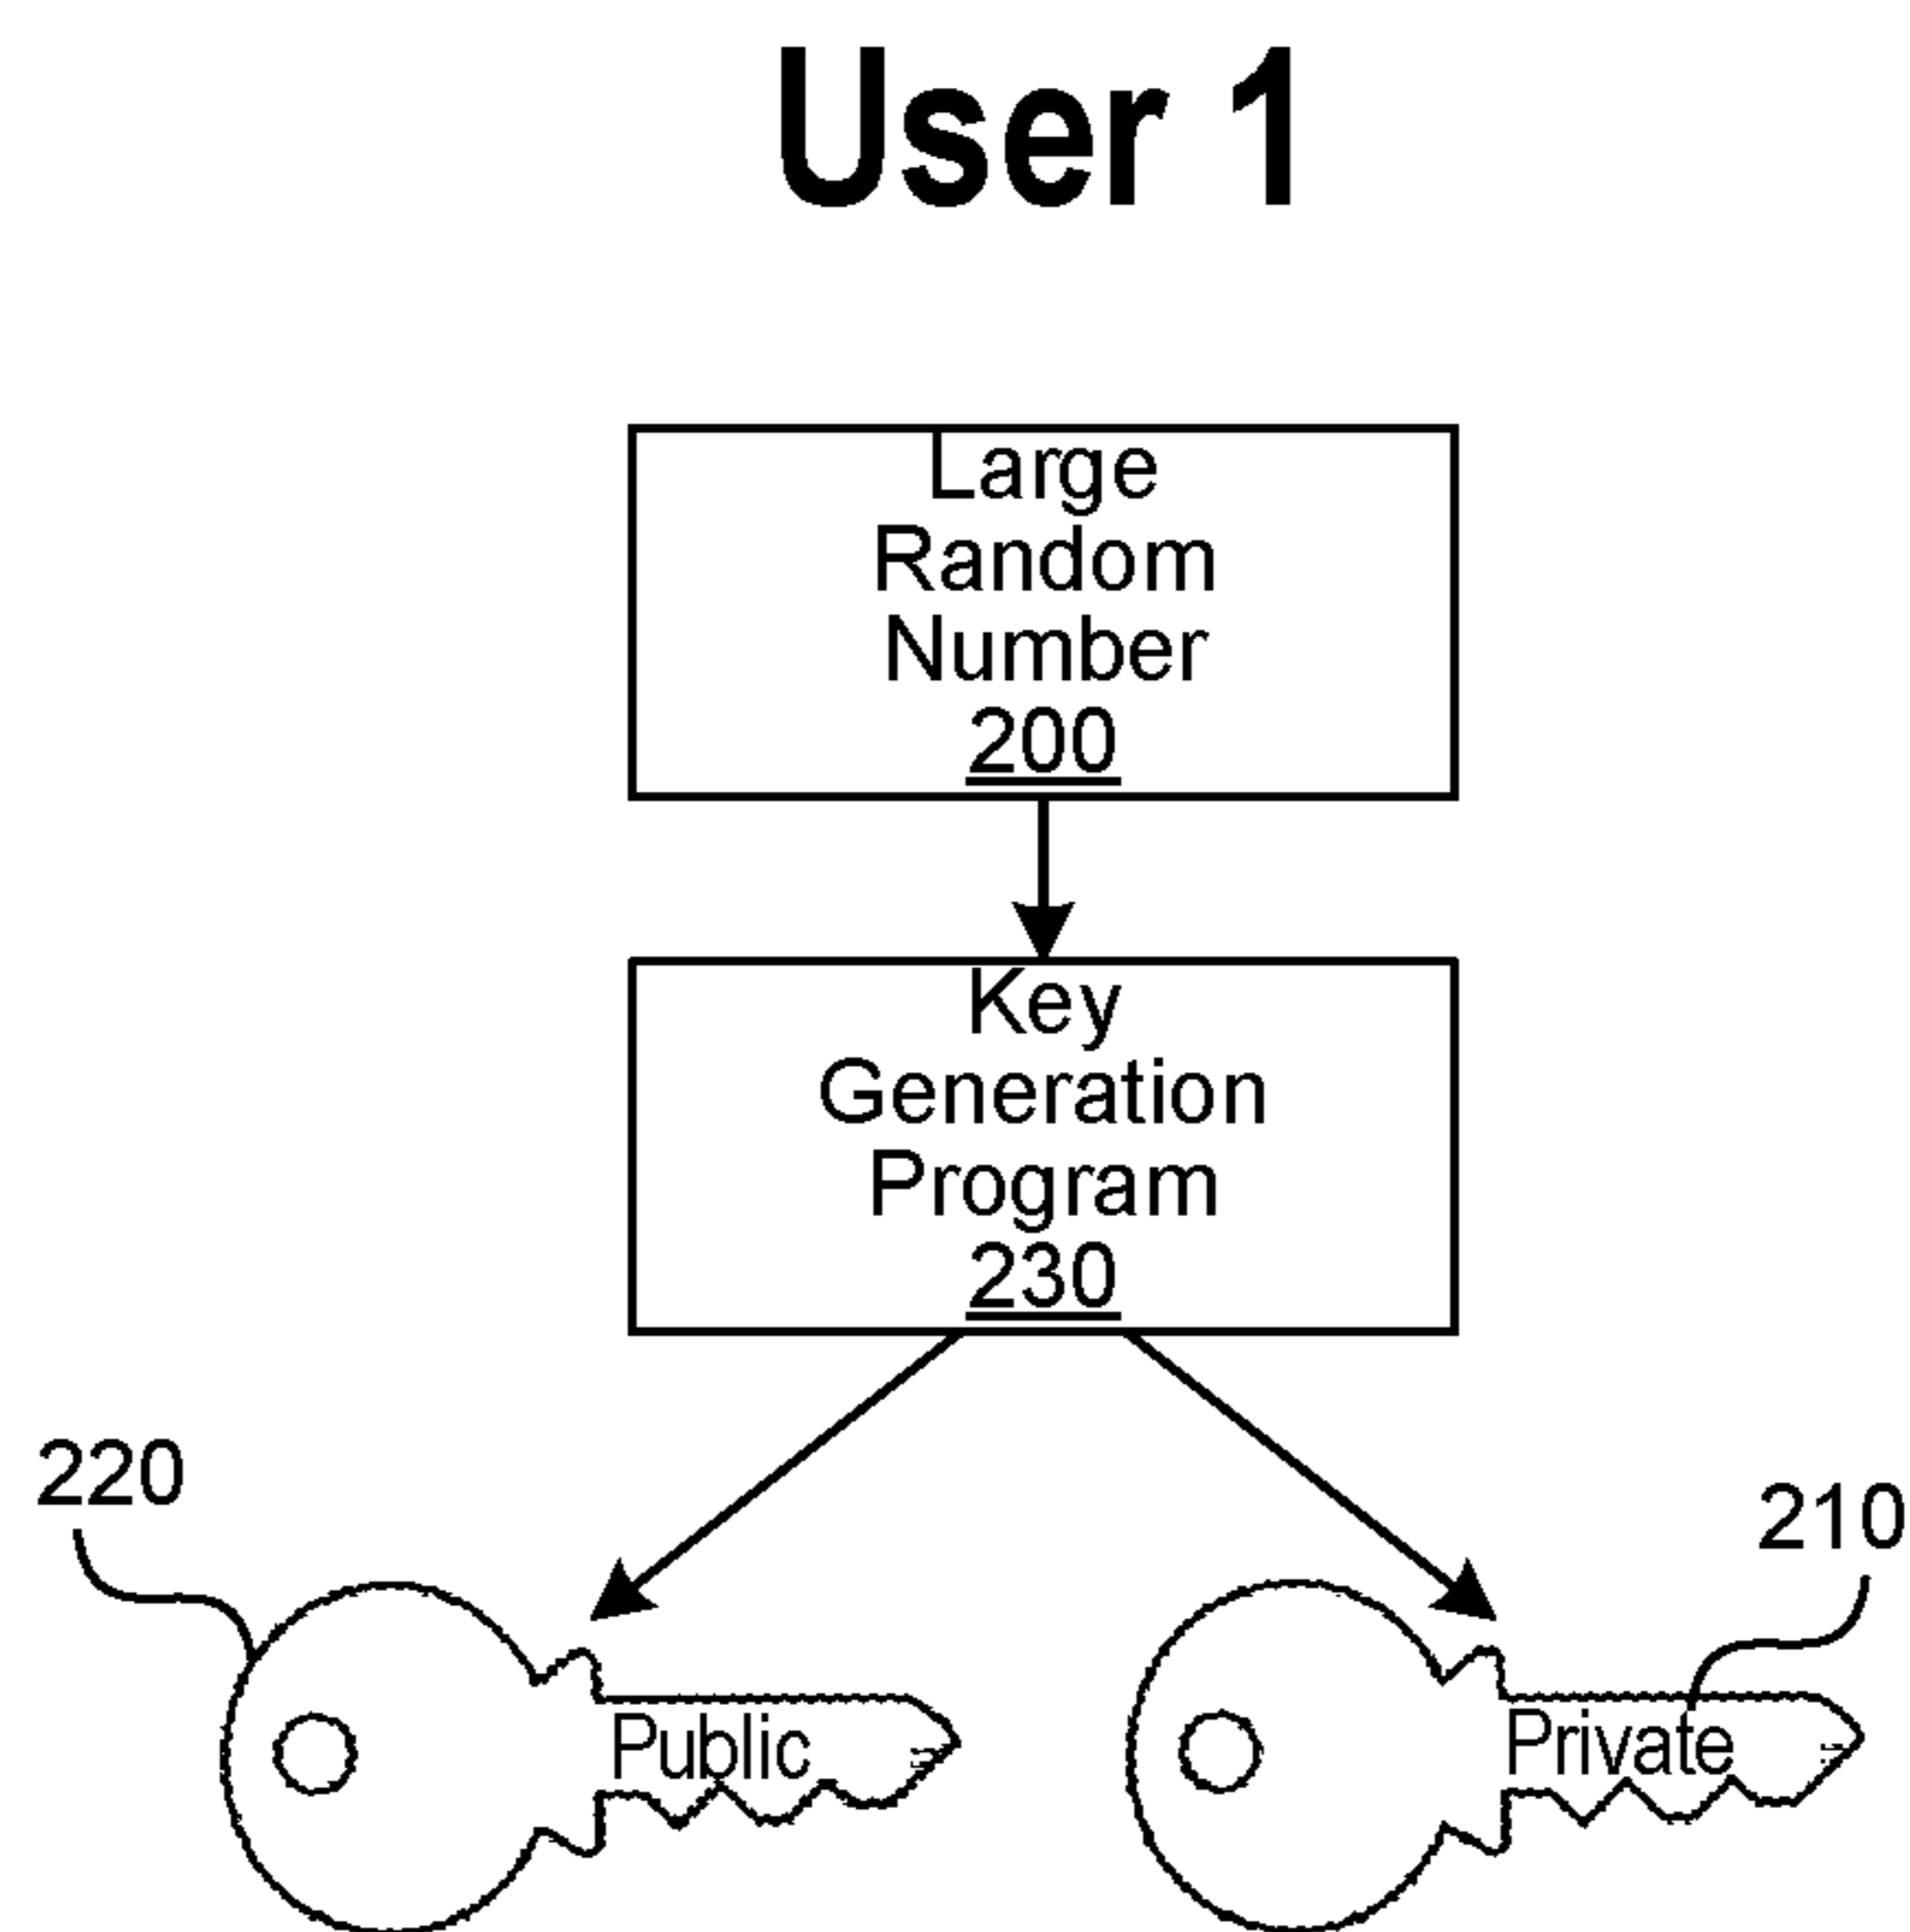 User 1
Large
Random
Number
200
Key
Generation
Program
230
220
210
Public
Private